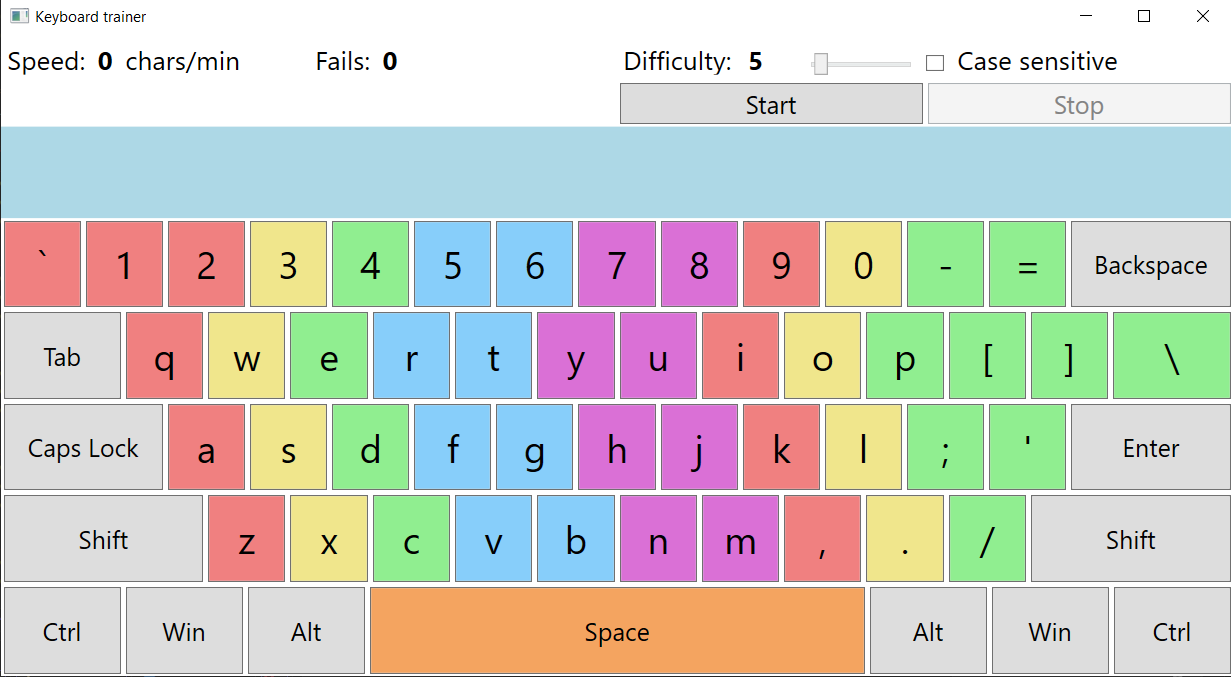 Keyboard trainer
Speed: 0 chars/min Fails: 0 Difficulty: 5 Case sensitive
Start Stop
` 1 2 3 4 5 6 7 8 9 0 - = Backspace
Tab q w e r t y u i o p [ ] \
Caps Lock a s d f g h j k l ; ' Enter
Shift z x c v b n m , . / Shift
Ctrl Win Alt Space Alt Win Ctrl